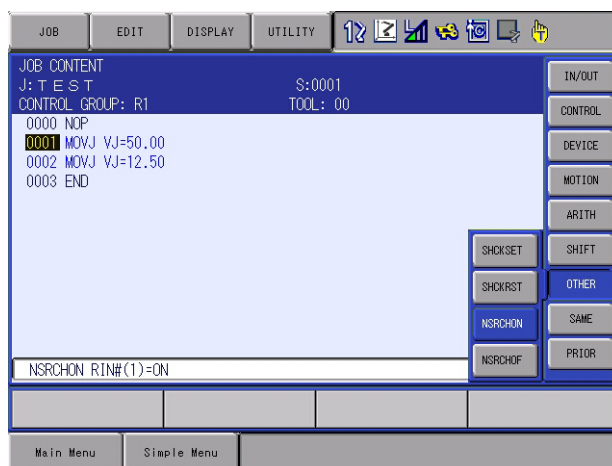 JOB
EDIT
DISPLAY
UTILITY
JOB CONTENT
J:TEST S:0001
CONTROL GROUP: R1 TOOL: 00
0000 NOP
0001 MOVJ VJ=50.00
0002 MOVJ VJ=12.50
0003 END
IN/OUT
CONTROL
DEVICE
MOTION
ARITH
SHIFT
OTHER
SAME
PRIOR
SHCKSET
SHCKRST
NSRCHON
NSRCHOF
NSRCHON RIN#(1)=ON
Main Menu
Simple Menu